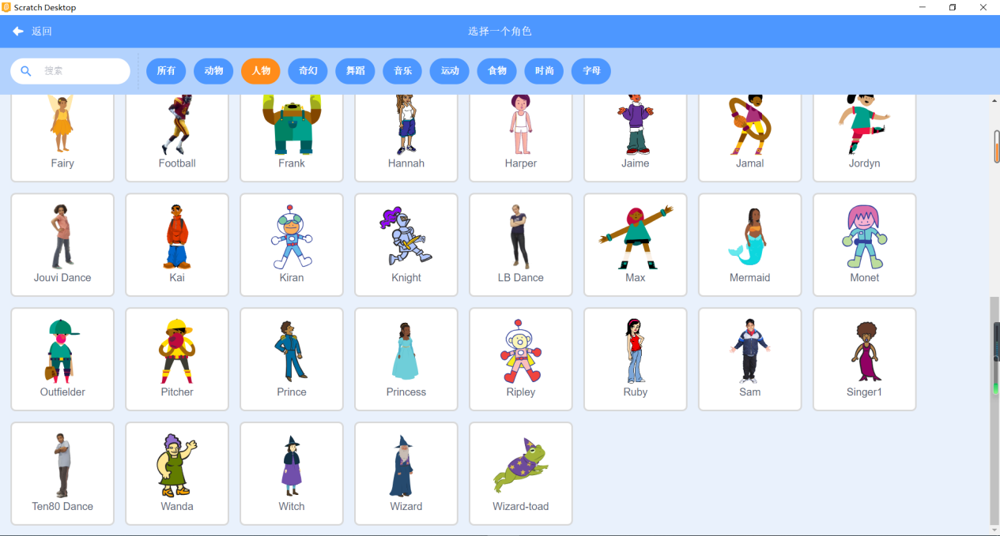 Scratch Desktop
返回
选择一个角色
搜索
所有
动物
人物
奇幻
舞蹈
音乐
运动
食物
时尚
字母
Fairy
Football
Frank
Hannah
Harper
Jaime
Jamal
Jordyn
Jouvi Dance
Kai
Kiran
Knight
LB Dance
Max
Mermaid
Monet
Outfielder
Pitcher
Prince
Princess
Ripley
Ruby
Sam
Singer1
Ten80 Dance
Wanda
Witch
Wizard
Wizard-toad